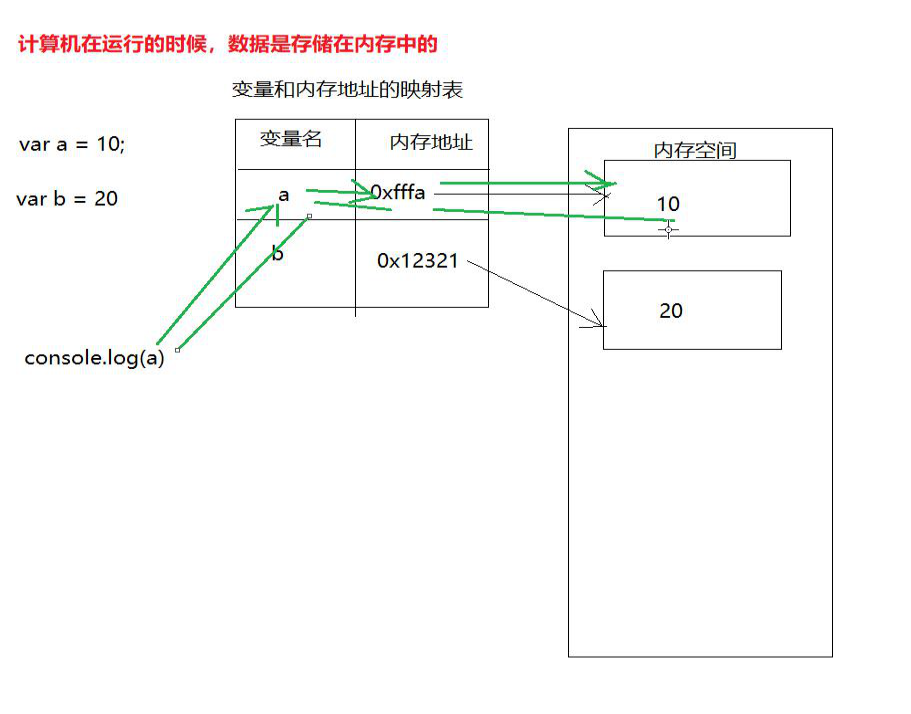 计算机在运行的时候，数据是存储在内存中的
变量和内存地址的映射表
var a = 10;
var b = 20
变量名 内存地址
a 0xfffa
b 0x12321
内存空间
10
20
console.log(a)